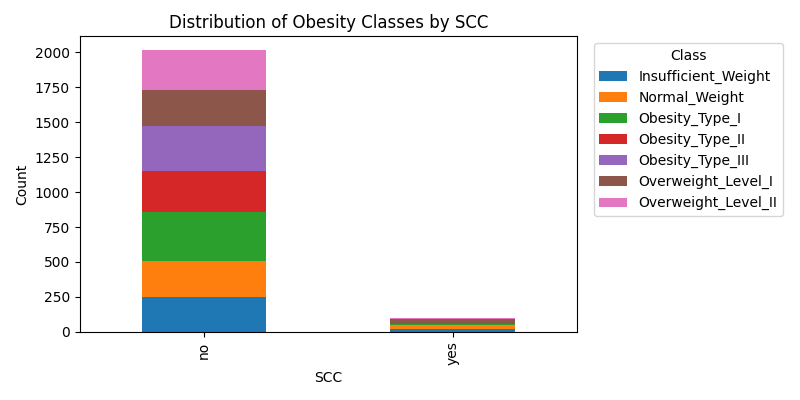 Distribution of Obesity Classes by SCC
Count
2000
1750
1500
1250
1000
750
500
250
0
no
yes
SCC
Class
Insufficient_Weight
Normal_Weight
Obesity_Type_I
Obesity_Type_II
Obesity_Type_III
Overweight_Level_I
Overweight_Level_II